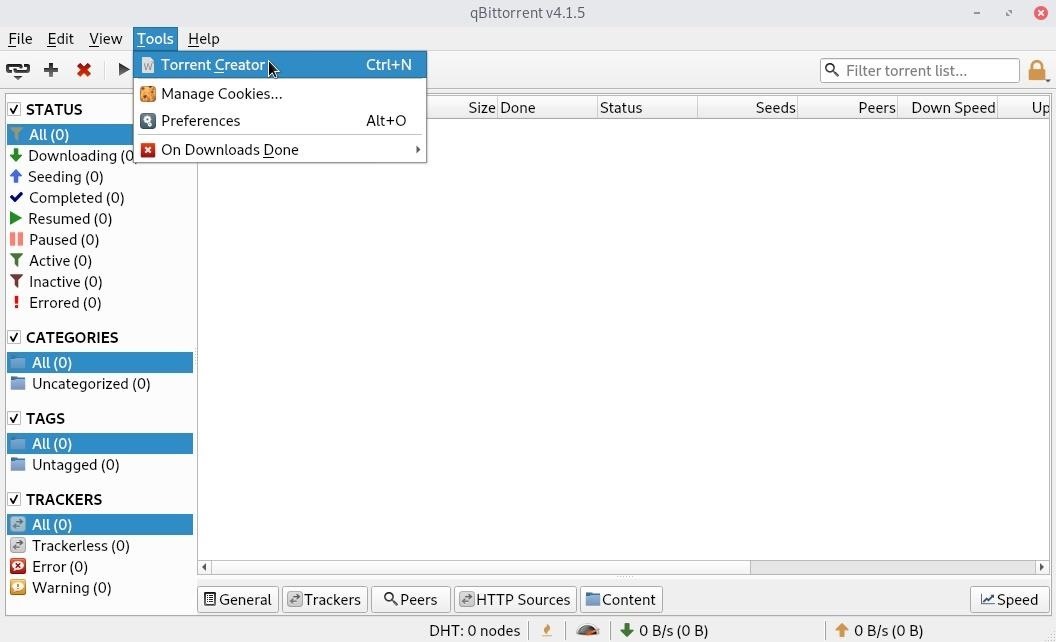 qBittorrent v4.1.5
File Edit View Tools Help
Torrent Creator Ctrl+N
Manage Cookies...
Preferences Alt+O
On Downloads Done
Filter torrent list...
Size Done Status Seeds Peers Down Speed Up
STATUS
All (0)
Downloading (0
Seeding (0)
Completed (0)
Resumed (0)
Paused (0)
Active (0)
Inactive (0)
Errored (0)
CATEGORIES
All (0)
Uncategorized (0)
TAGS
All (0)
Untagged (0)
TRACKERS
All (0)
Trackerless (0)
Error (0)
Warning (0)
General Trackers Peers HTTP Sources Content Speed
DHT: 0 nodes 0 B/s (0 B) 0 B/s (0 B)